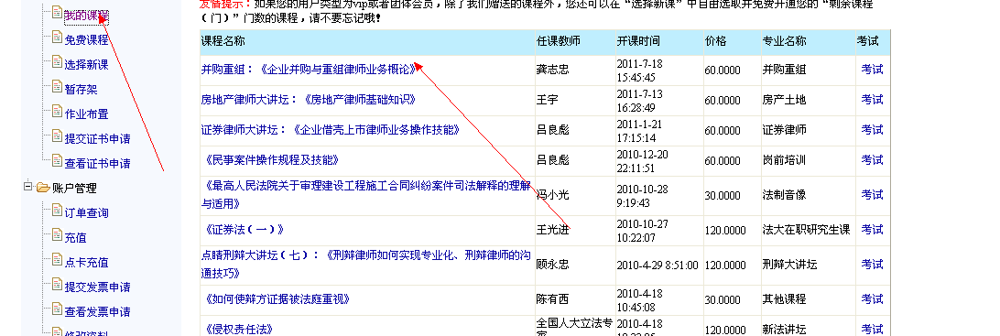 我的课程
免费课程
选择新课
暂存架
作业布置
提交证书申请
查看证书申请
账户管理
订单查询
充值
点卡充值
提交发票申请
查看发票申请
修改资料
友情提示：如果您的用户类型为vip或者团体会员，除了我们赠送的课程外，您还可以在“选择新课”中自由选取并免费开通您的“剩余课程
（门）”门数的课程，请不要忘记哦！
课程名称 任课教师 开课时间 价格 专业名称 考试
并购重组：《企业并购与重组律师业务概论》 龚志忠 2011-7-18 15:45:45 60.0000 并购重组 考试
房地产律师大讲坛：《房地产律师基础知识》 王宇 2011-7-13 16:28:49 60.0000 房产土地 考试
证券律师大讲坛：《企业借壳上市律师业务操作技能》 吕良彪 2011-1-21 17:15:14 60.0000 证券律师 考试
《民事案件操作规程及技能》 吕良彪 2010-12-20 22:11:51 60.0000 岗前培训 考试
《最高人民法院关于审理建设工程施工合同纠纷案件司法解释的理解
与适用》 冯小光 2010-10-28 9:19:43 30.0000 法制音像 考试
《证券法（一）》 王光进 2010-10-27 10:22:07 120.0000 法大在职研究生课 考试
点睛刑辩大讲坛（七）：《刑辩律师如何实现专业化、刑辩律师的沟
通技巧》 顾永忠 2010-4-29 8:51:00 120.0000 刑辩大讲坛 考试
《如何使辩方证据被法庭重视》 陈有西 2010-4-18 10:45:08 30.0000 其他课程 考试
《侵权责任法》 全国人大立法专 2010-4-18 120.0000 新法讲坛 考试